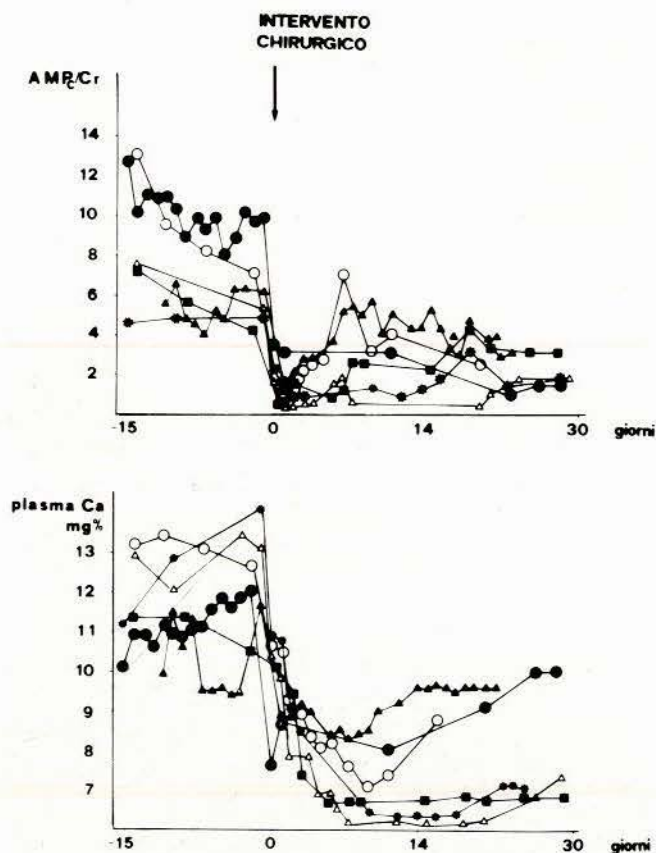 INTERVENTO
CHIRURGICO
AMPc/Cr
14
12
10
8
6
4
2
-15 0 14 30 giorni
plasma Ca
mg%
13
12
11
10
9
8
7
-15 0 14 30 giorni